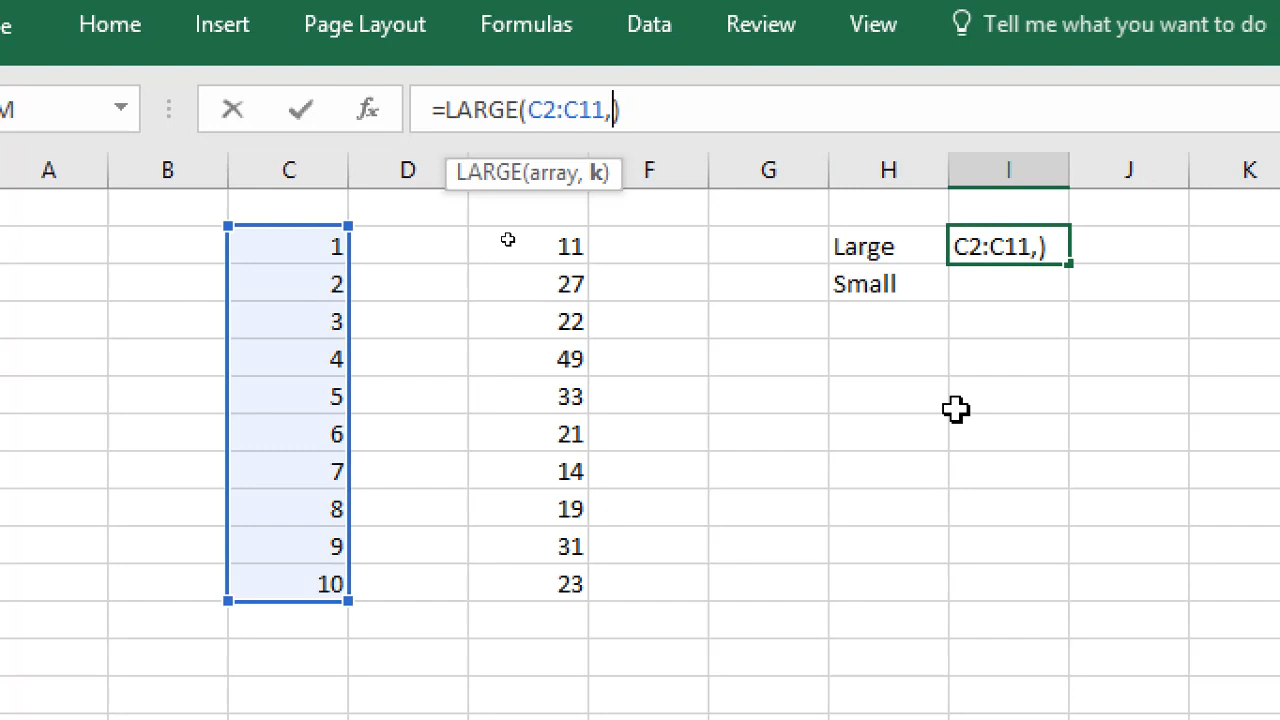 e Home Insert Page Layout Formulas Data Review View Tell me what you want to do
M fx =LARGE(C2:C11,)
A B C D F G H I J K
LARGE(array, k)
1 11 Large C2:C11,)
2 27 Small
3 22
4 49
5 33
6 21
7 14
8 19
9 31
10 23